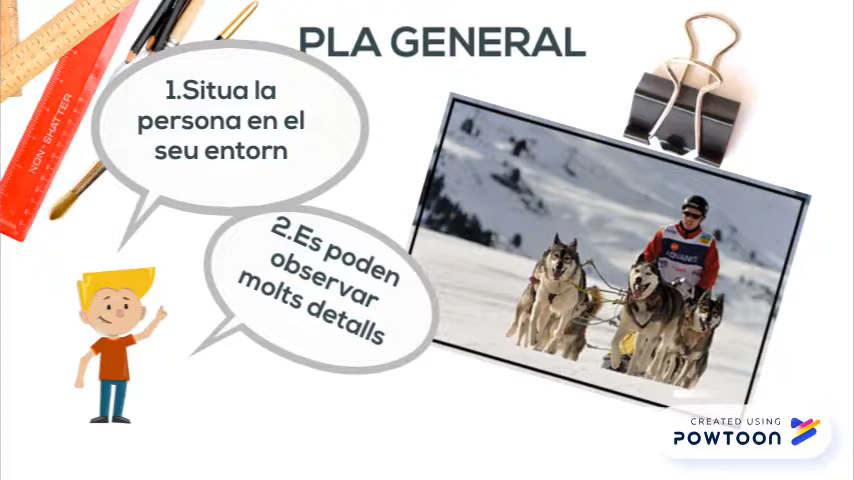 PLA GENERAL
1.Situa la
persona en el
seu entorn
2.Es poden
observar
molts detalls
NON-SHATTER
ADVANIT
CREATED USING
POWTOON